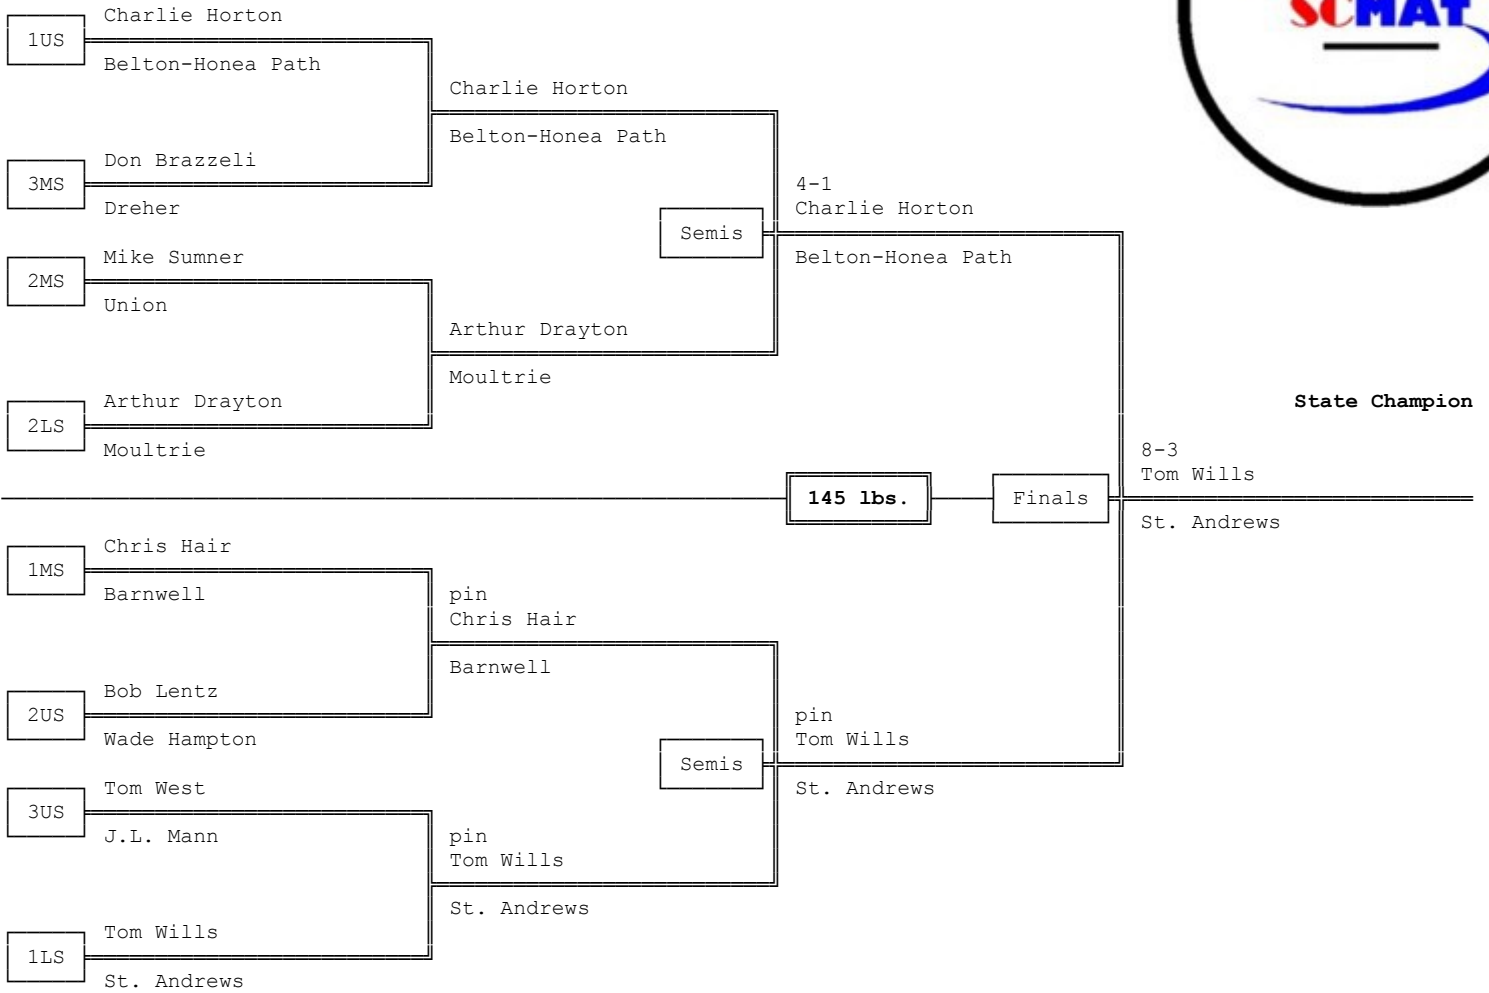 SCMAT
Charlie Horton
1US
Belton-Honea Path
Charlie Horton
Belton-Honea Path
Don Brazzeli
3MS
Dreher
4-1
Charlie Horton
Semis
Belton-Honea Path
Mike Sumner
2MS
Union
Arthur Drayton
Moultrie
Arthur Drayton
2LS
Moultrie
State Champion
8-3
Tom Wills
145 lbs.
Finals
St. Andrews
Chris Hair
1MS
Barnwell
pin
Chris Hair
Barnwell
Bob Lentz
2US
Wade Hampton
pin
Tom Wills
Semis
St. Andrews
Tom West
3US
J.L. Mann
pin
Tom Wills
St. Andrews
Tom Wills
1LS
St. Andrews